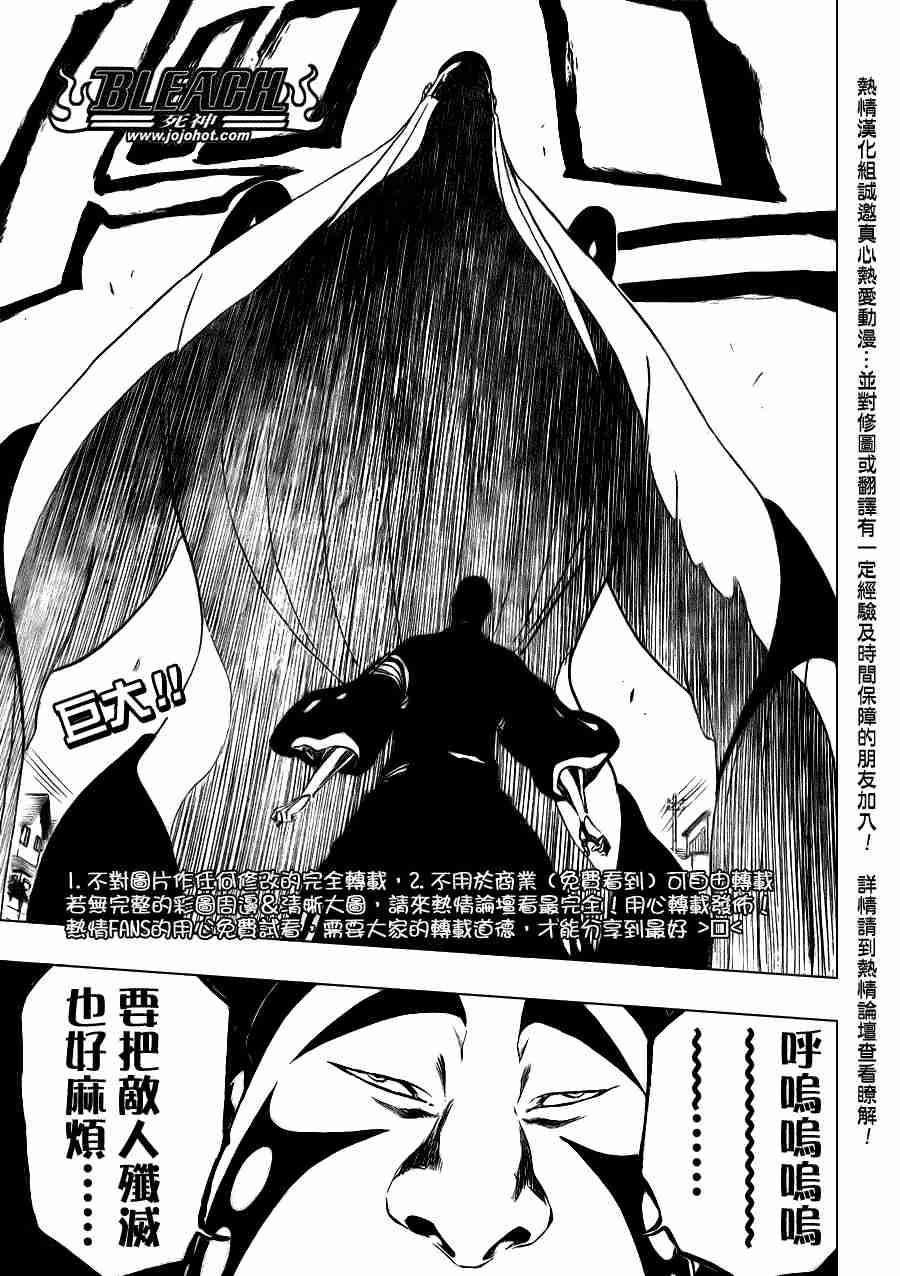 BLEACH
死神
www.jojohot.com
巨大!!
1. 不對圖片作任何修改的完全轉載，2. 不用於商業（免費看到）可自由轉載
若無完整的彩圖周漫&清晰大圖，請來熱情論壇看最完全！用心轉載發佈！
熱情FANS的用心免費試看，需要大家的轉載道德，才能分享到最好 >□<
呼嗚嗚嗚嗚
～～～～～～～～
～～～～～……
要把敵人殲滅
也好麻煩……
熱情漢化組誠邀真心熱愛動漫…並對修圖或翻譯有一定經驗及時間保障的朋友加入！ 詳情請到熱情論壇查看瞭解！